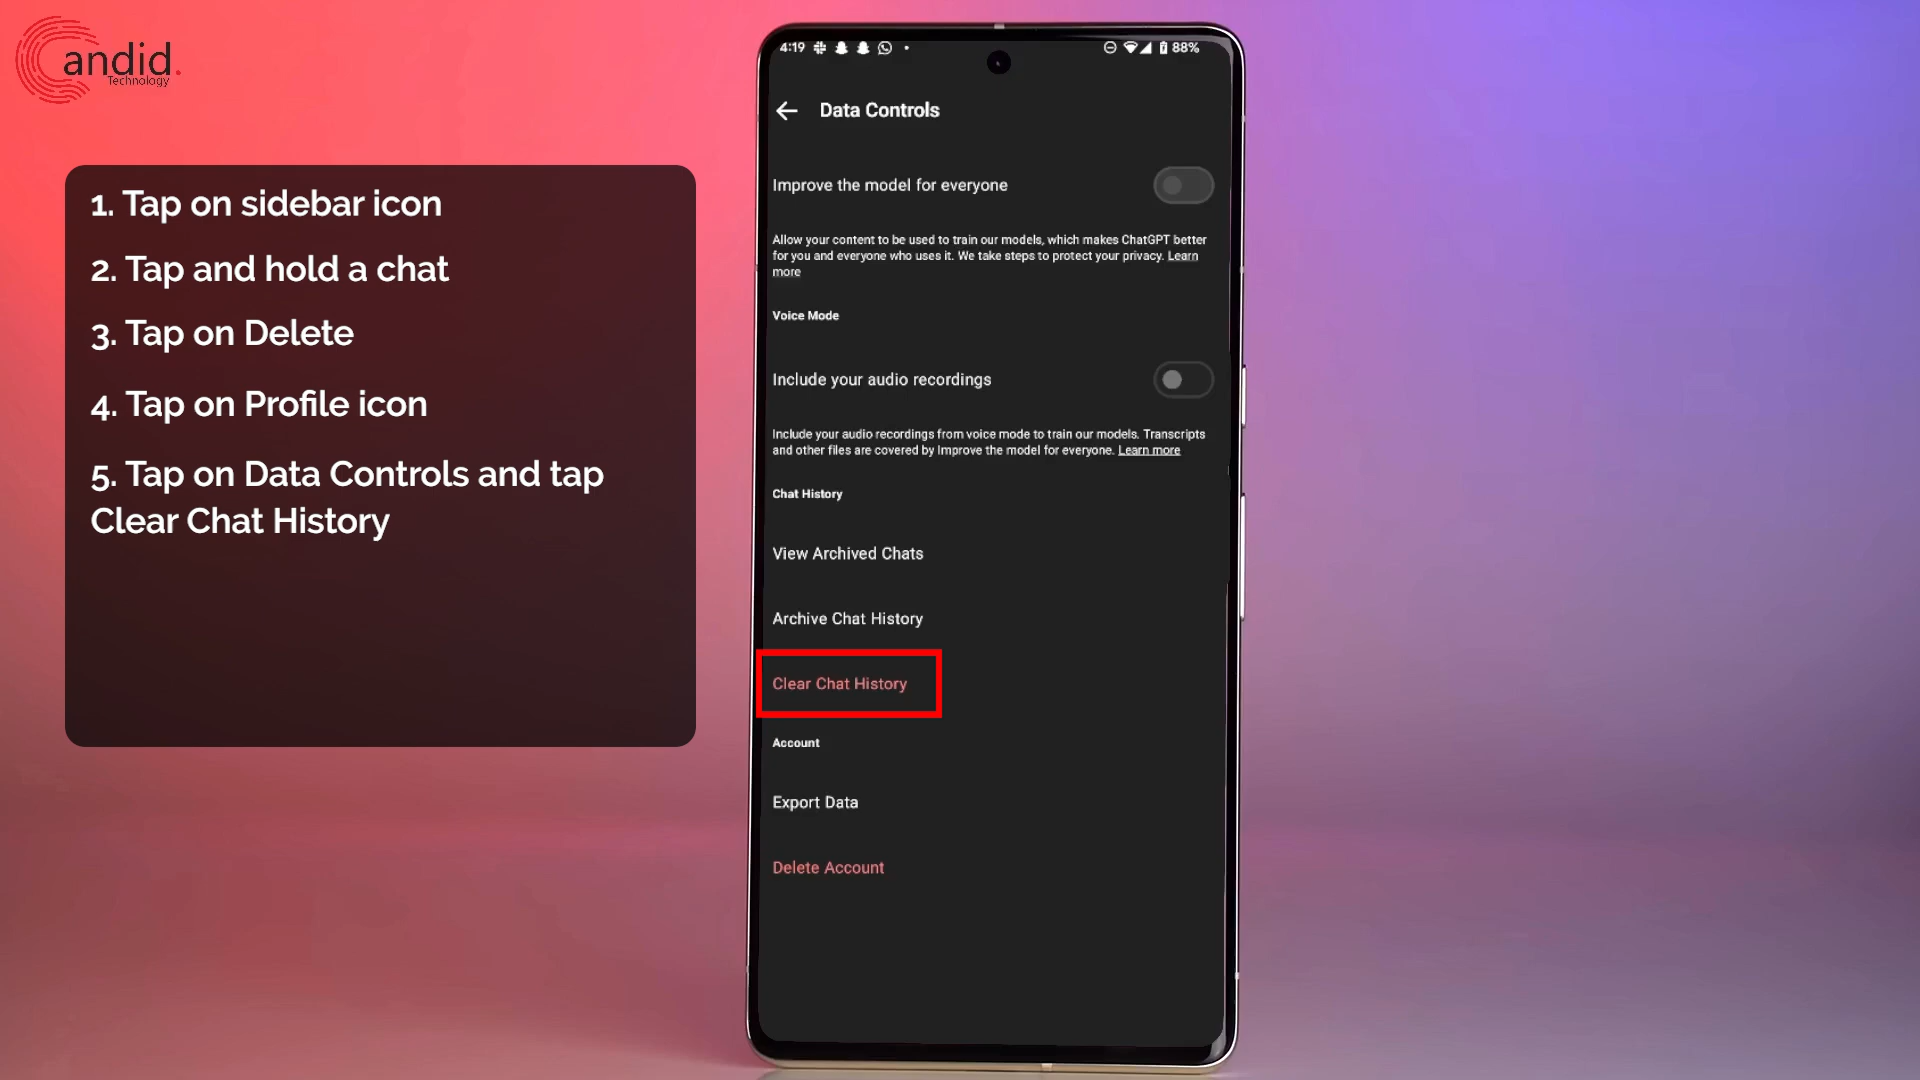 Candid.
Technology
1. Tap on sidebar icon
2. Tap and hold a chat
3. Tap on Delete
4. Tap on Profile icon
5. Tap on Data Controls and tap
Clear Chat History
4:19
88%
Data Controls
Improve the model for everyone
Allow your content to be used to train our models, which makes ChatGPT better
for you and everyone who uses it. We take steps to protect your privacy. Learn
more
Voice Mode
Include your audio recordings
Include your audio recordings from voice mode to train our models. Transcripts
and other files are covered by Improve the model for everyone. Learn more
Chat History
View Archived Chats
Archive Chat History
Clear Chat History
Account
Export Data
Delete Account